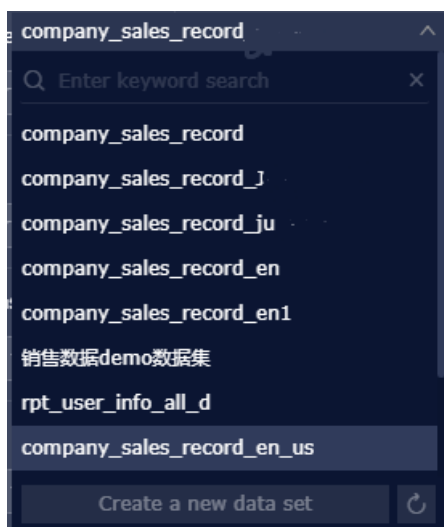 company_sales_record
Enter keyword search
company_sales_record
company_sales_record_J
company_sales_record_ju
company_sales_record_en
company_sales_record_en1
销售数据demo数据集
rpt_user_info_all_d
company_sales_record_en_us
Create a new data set